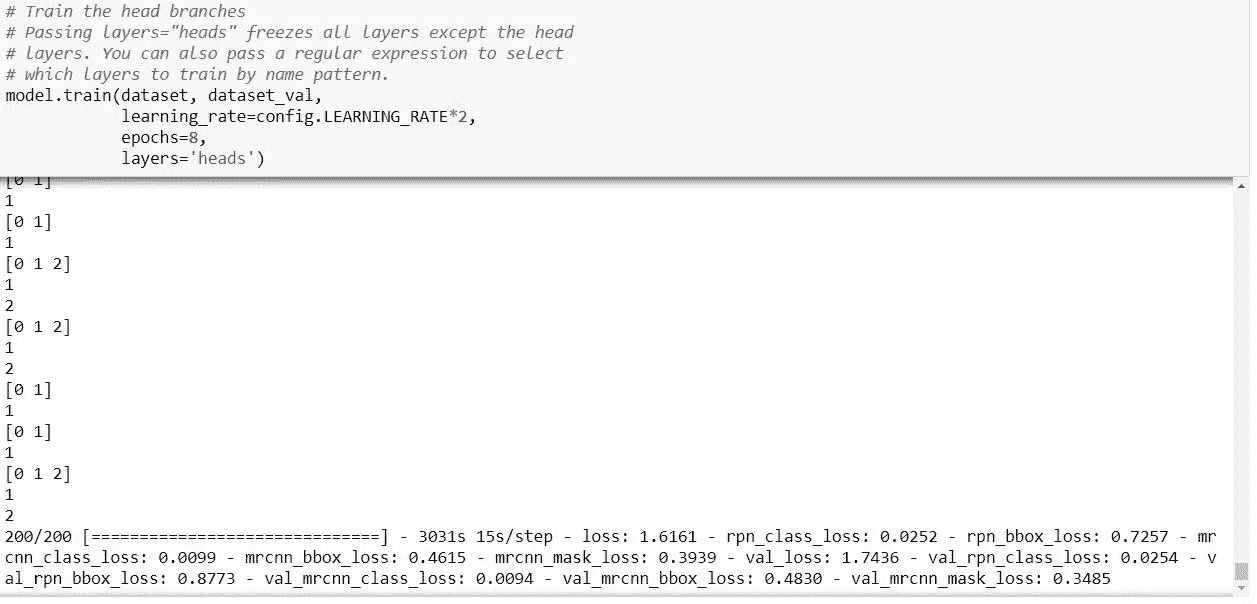 # Train the head branches
# Passing layers="heads" freezes all layers except the head
# layers. You can also pass a regular expression to select
# which layers to train by name pattern.
model.train(dataset, dataset_val,
            learning_rate=config.LEARNING_RATE*2,
            epochs=8,
            layers='heads')
[0 1]
1
[0 1]
1
[0 1 2]
1
2
[0 1 2]
1
2
[0 1]
1
[0 1]
1
[0 1 2]
1
2
200/200 [==============================] - 3031s 15s/step - loss: 1.6161 - rpn_class_loss: 0.0252 - rpn_bbox_loss: 0.7257 - mr
cnn_class_loss: 0.0099 - mrcnn_bbox_loss: 0.4615 - mrcnn_mask_loss: 0.3939 - val_loss: 1.7436 - val_rpn_class_loss: 0.0254 - v
al_rpn_bbox_loss: 0.8773 - val_mrcnn_class_loss: 0.0094 - val_mrcnn_bbox_loss: 0.4830 - val_mrcnn_mask_loss: 0.3485